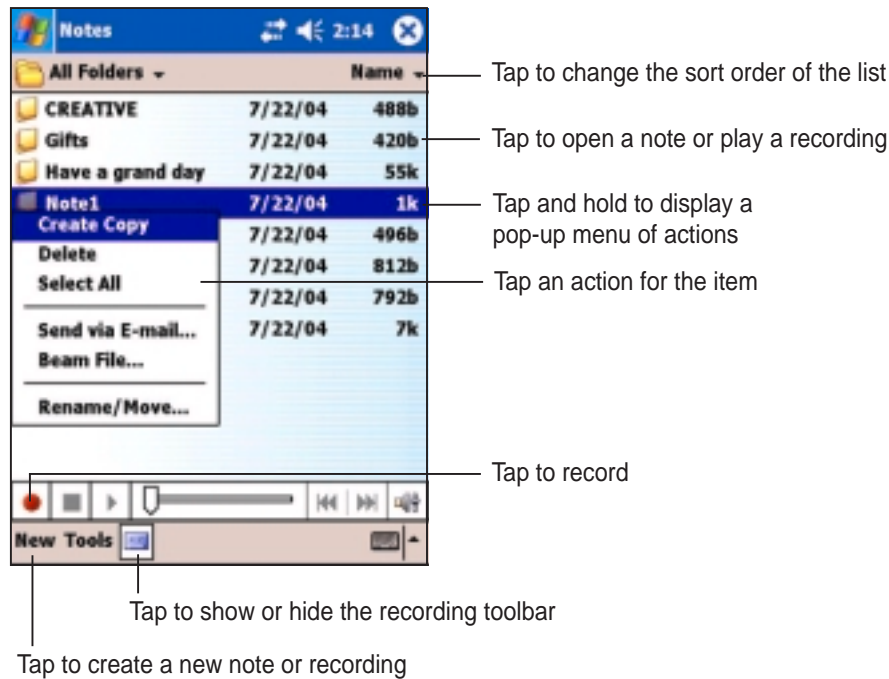 Notes 2:14
All Folders Name
Tap to change the sort order of the list
CREATIVE 7/22/04 488b
Gifts 7/22/04 420b
Tap to open a note or play a recording
Have a grand day 7/22/04 55k
Note1 7/22/04 1k
Tap and hold to display a
pop-up menu of actions
Create Copy
7/22/04 496b
Delete
7/22/04 812b
Select All
Tap an action for the item
7/22/04 792b
Send via E-mail...
7/22/04 7k
Beam File...
Rename/Move...
Tap to record
New Tools
Tap to show or hide the recording toolbar
Tap to create a new note or recording